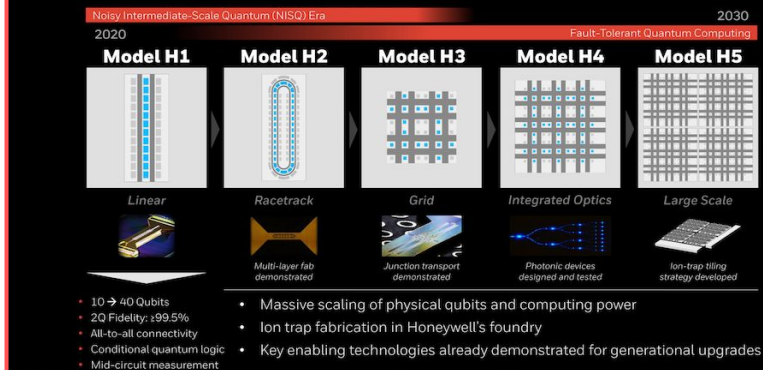 Noisy Intermediate-Scale Quantum (NISQ) Era
2030
2020
Fault-Tolerant Quantum Computing
Model H1
Model H2
Model H3
Model H4
Model H5
Linear
Racetrack
Grid
Integrated Optics
Large Scale
Multi-layer fab
demonstrated
Junction transport
demonstrated
Photonic devices
designed and tested
Ion-trap tiling
strategy developed
• 10 → 40 Qubits
• 2Q Fidelity: ≥99.5%
• All-to-all connectivity
• Conditional quantum logic
• Mid-circuit measurement
• Massive scaling of physical qubits and computing power
• Ion trap fabrication in Honeywell's foundry
• Key enabling technologies already demonstrated for generational upgrades